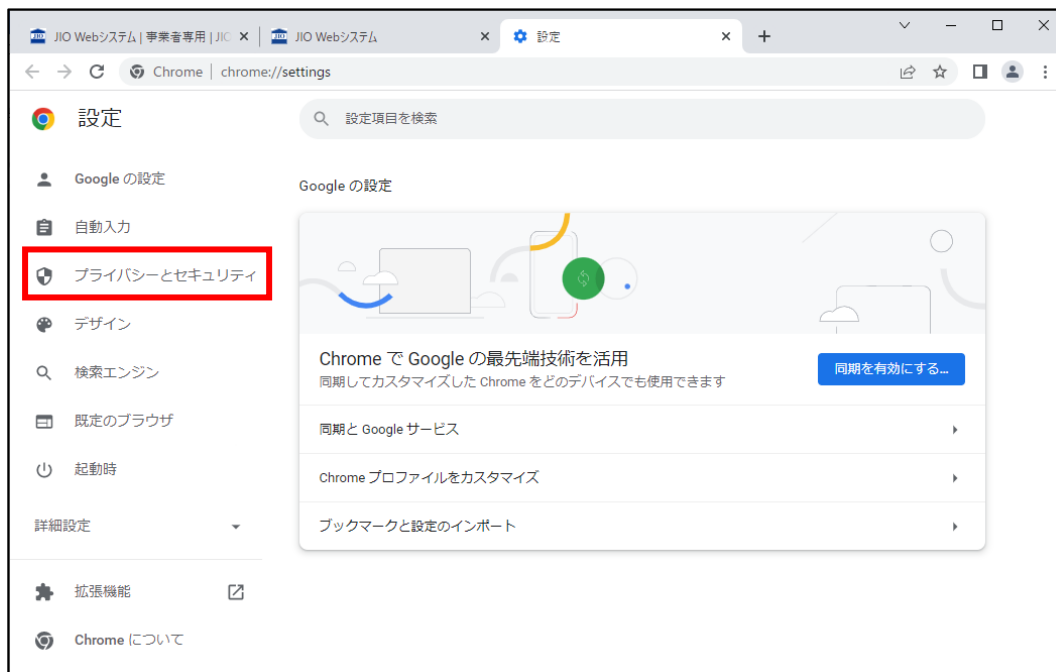 JIO Webシステム | 事業者専用 | JIO
JIO Webシステム
設定
Chrome | chrome://settings
設定
設定項目を検索
Google の設定
自動入力
プライバシーとセキュリティ
デザイン
検索エンジン
既定のブラウザ
起動時
詳細設定
拡張機能
Chrome について
Google の設定
Chrome で Google の最先端技術を活用
同期してカスタマイズした Chrome をどのデバイスでも使用できます
同期を有効にする...
同期と Google サービス
Chrome プロファイルをカスタマイズ
ブックマークと設定のインポート